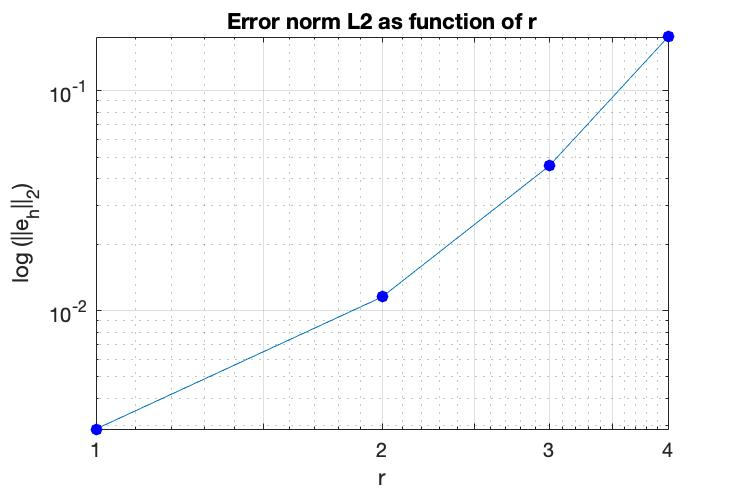 Error norm L2 as function of r
log (||e_h||_2)
10^-1
10^-2
1 2 3 4
r